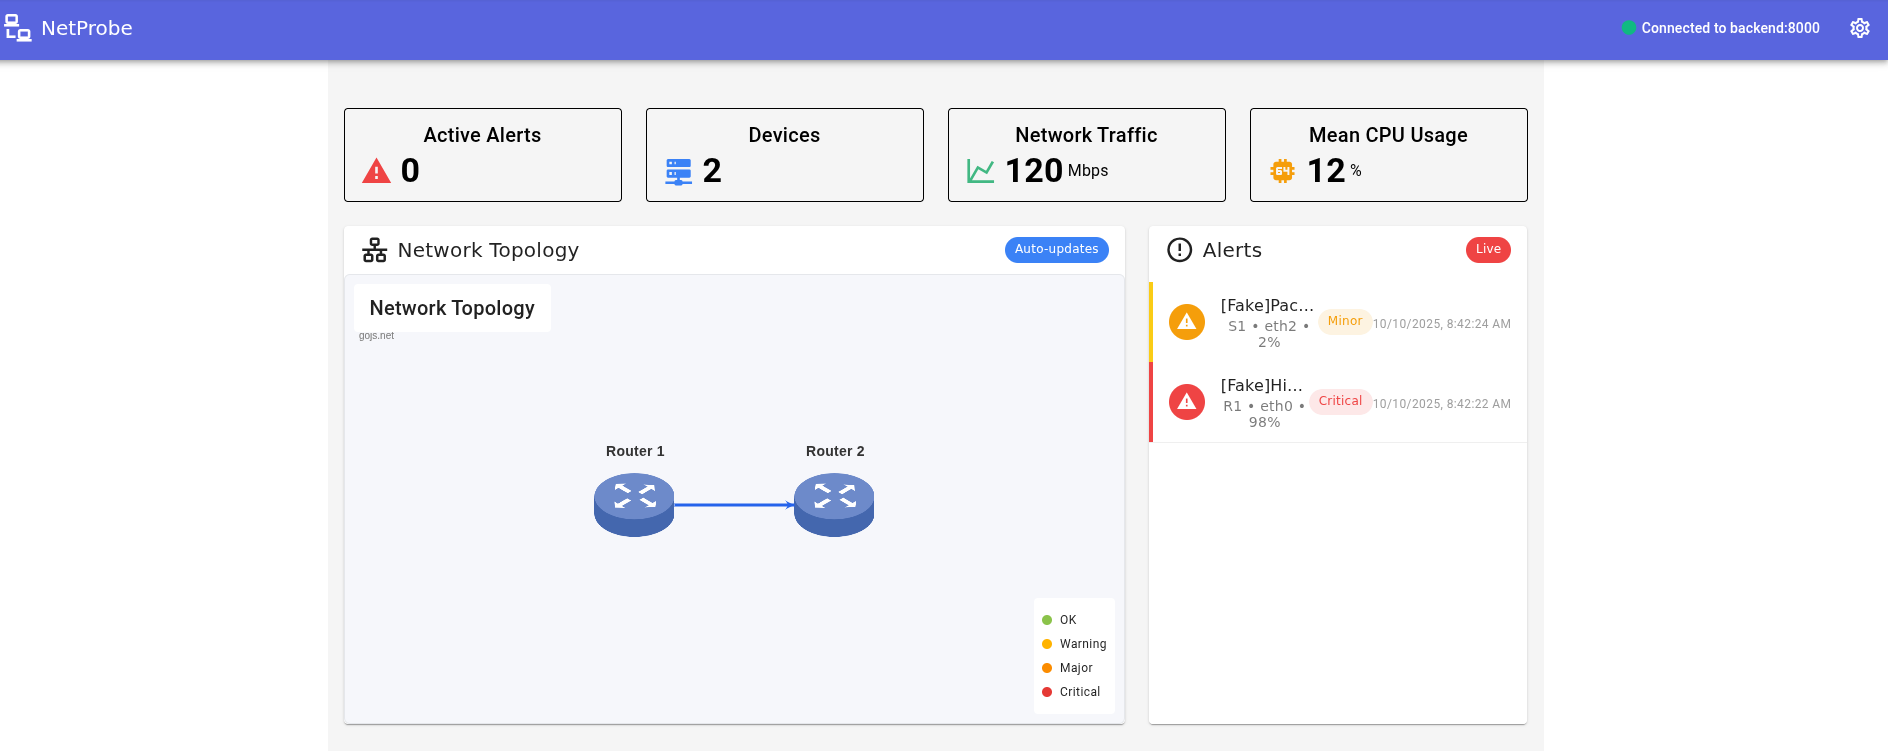 NetProbe
Connected to backend:8000
Active Alerts
0
Devices
2
Network Traffic
120 Mbps
Mean CPU Usage
64
12 %
Network Topology
Auto-updates
Network Topology
gojs.net
Router 1
Router 2
OK
Warning
Major
Critical
Alerts
Live
[Fake]Pac...
S1 • eth2 •
2%
Minor
10/10/2025, 8:42:24 AM
[Fake]Hi...
R1 • eth0 •
98%
Critical
10/10/2025, 8:42:22 AM